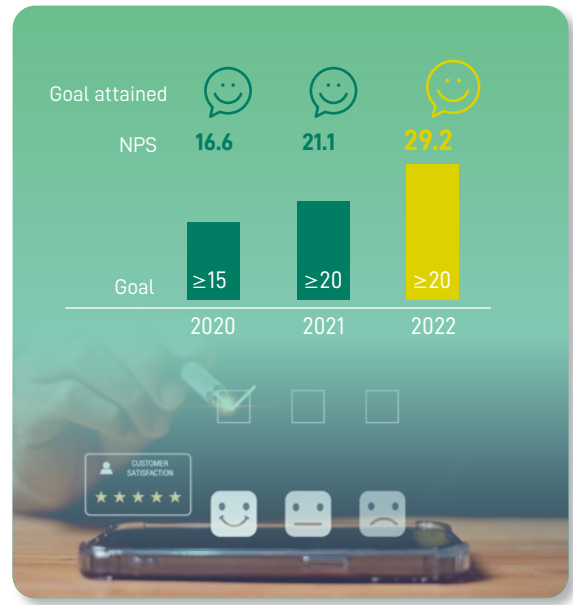 Goal attained
NPS 16.6 21.1 29.2
Goal ≥15 ≥20 ≥20
2020 2021 2022
CUSTOMER
SATISFACTION